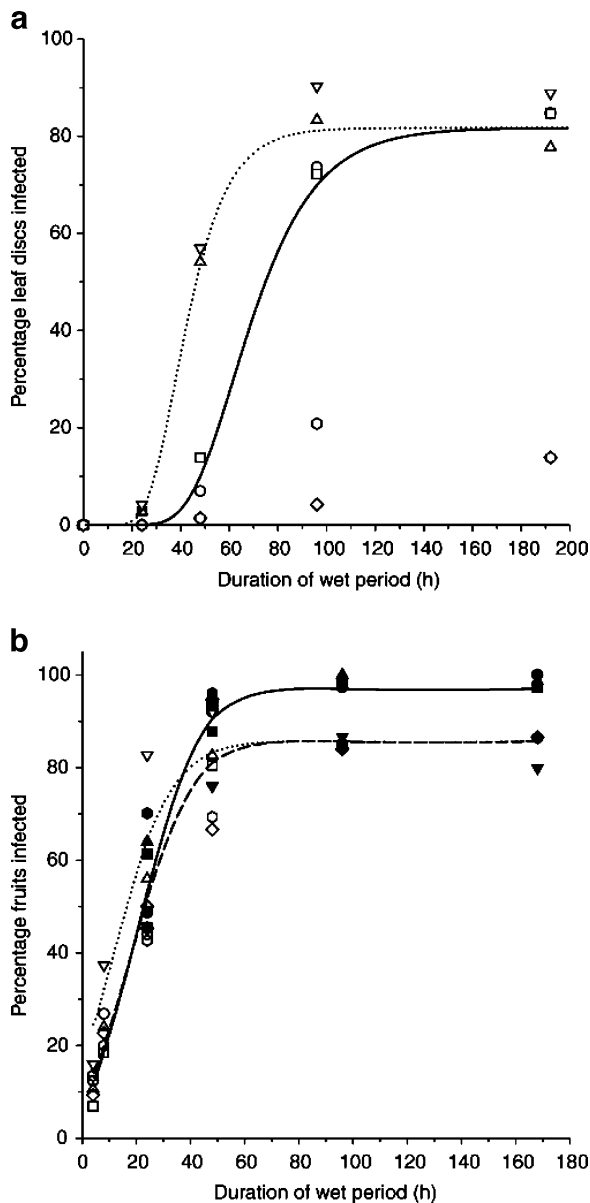 a
100
80
60
40
20
0
0 20 40 60 80 100 120 140 160 180 200
Percentage leaf discs infected
Duration of wet period (h)
b
100
80
60
40
20
0
0 20 40 60 80 100 120 140 160 180
Percentage fruits infected
Duration of wet period (h)